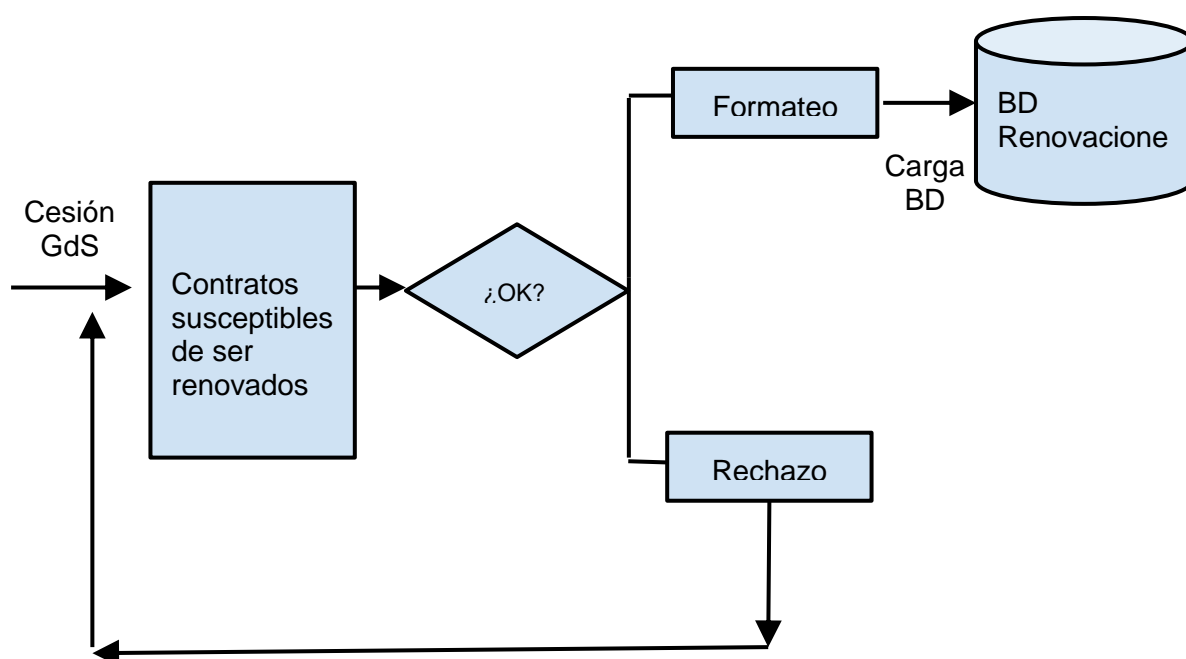 Cesión
GdS
Contratos
susceptibles
de ser
renovados
¿OK?
Formateo
Carga
BD
BD
Renovacione
Rechazo